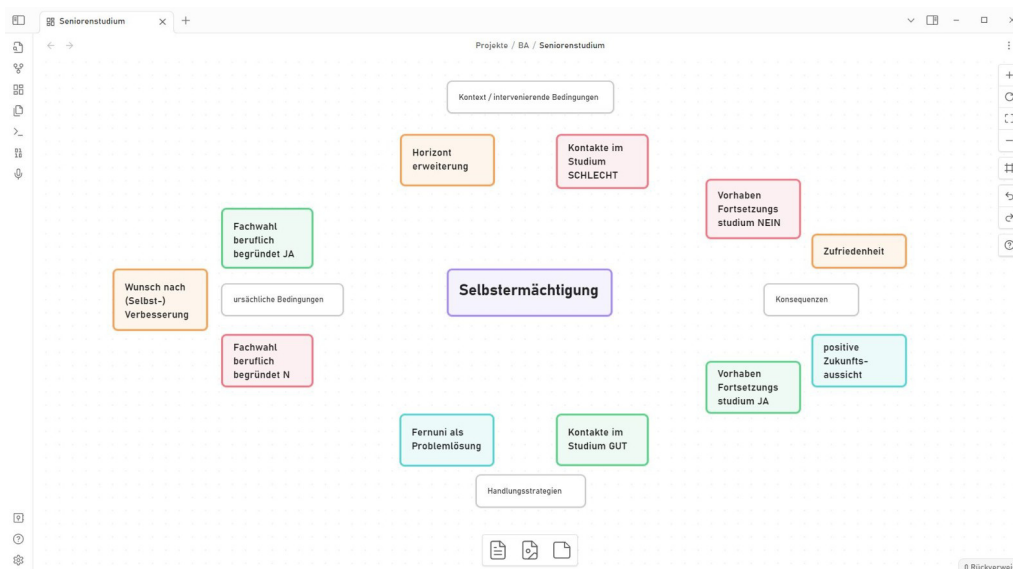 Seniorenstudium
Projekte / BA / Seniorenstudium
Kontext / intervenierende Bedingungen
Horizont
erweiterung
Kontakte im
Studium
SCHLECHT
Vorhaben
Fortsetzungs
studium NEIN
Fachwahl
beruflich
begründet JA
Zufriedenheit
Wunsch nach
(Selbst-)
Verbesserung
ursächliche Bedingungen
Selbstermächtigung
Konsequenzen
Fachwahl
beruflich
begründet N
positive
Zukunfts-
aussicht
Vorhaben
Fortsetzungs
studium JA
Fernuni als
Problemlösung
Kontakte im
Studium GUT
Handlungsstrategien